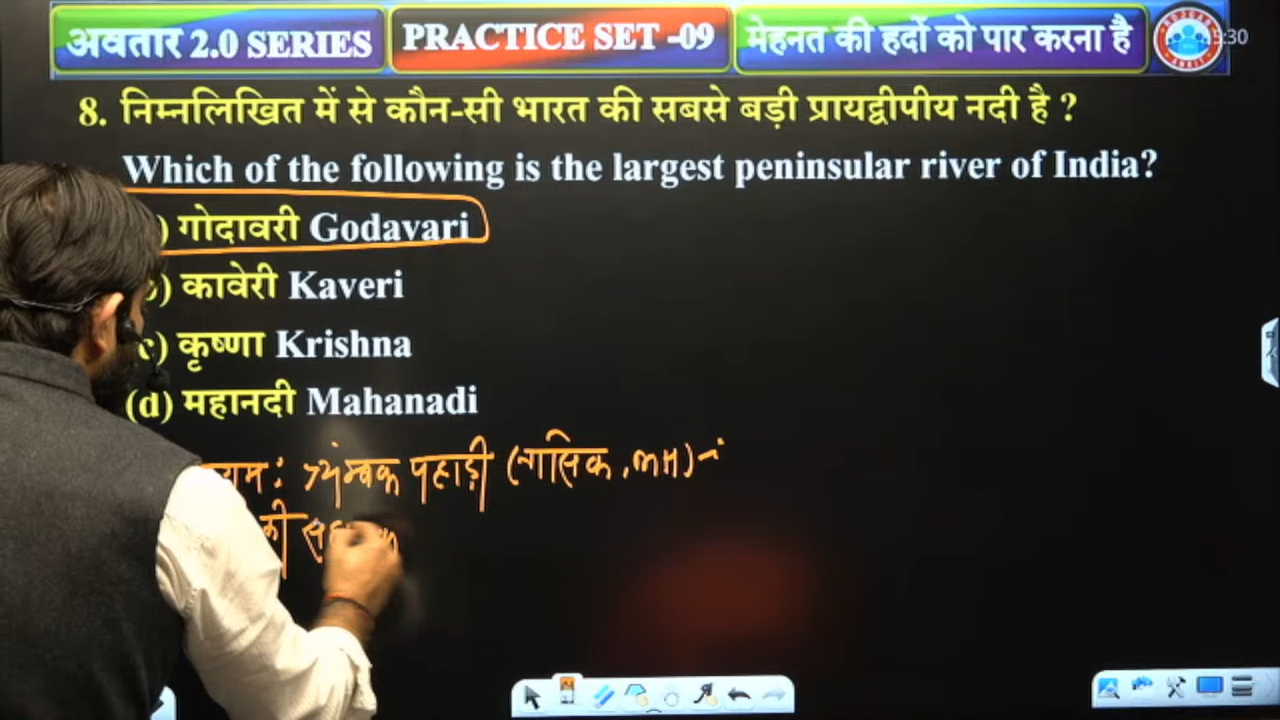 अवतार 2.0 SERIES PRACTICE SET -09 मेहनत की हदों को पार करना है 5:30
8. निम्नलिखित में से कौन-सी भारत की सबसे बड़ी प्रायद्वीपीय नदी है ?
Which of the following is the largest peninsular river of India?
) गोदावरी Godavari
) कावेरी Kaveri
c) कृष्णा Krishna
(d) महानदी Mahanadi
त्र्यंम्बक पहाड़ी (नासिक, MH)
की